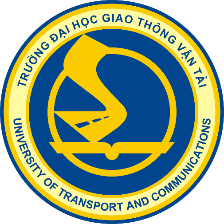 TRƯỜNG ĐẠI HỌC GIAO THÔNG VẬN TẢI
UNIVERSITY OF TRANSPORT AND COMMUNICATIONS